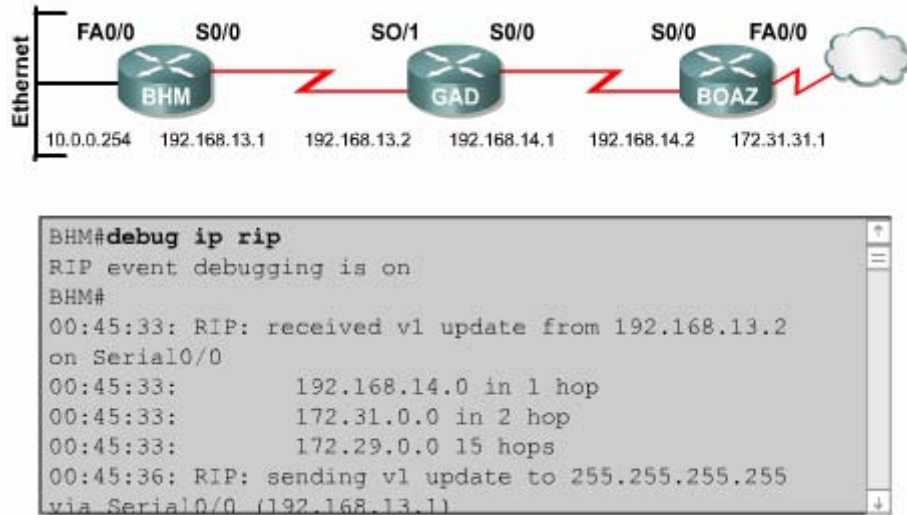 FA0/0 S0/0 SO/1 S0/0 S0/0 FA0/0
Ethernet
BHM GAD BOAZ
10.0.0.254 192.168.13.1 192.168.13.2 192.168.14.1 192.168.14.2 172.31.31.1
BHM#debug ip rip
RIP event debugging is on
BHM#
00:45:33: RIP: received v1 update from 192.168.13.2
on Serial0/0
00:45:33: 192.168.14.0 in 1 hop
00:45:33: 172.31.0.0 in 2 hop
00:45:33: 172.29.0.0 15 hops
00:45:36: RIP: sending v1 update to 255.255.255.255
via Serial0/0 (192.168.13.1)